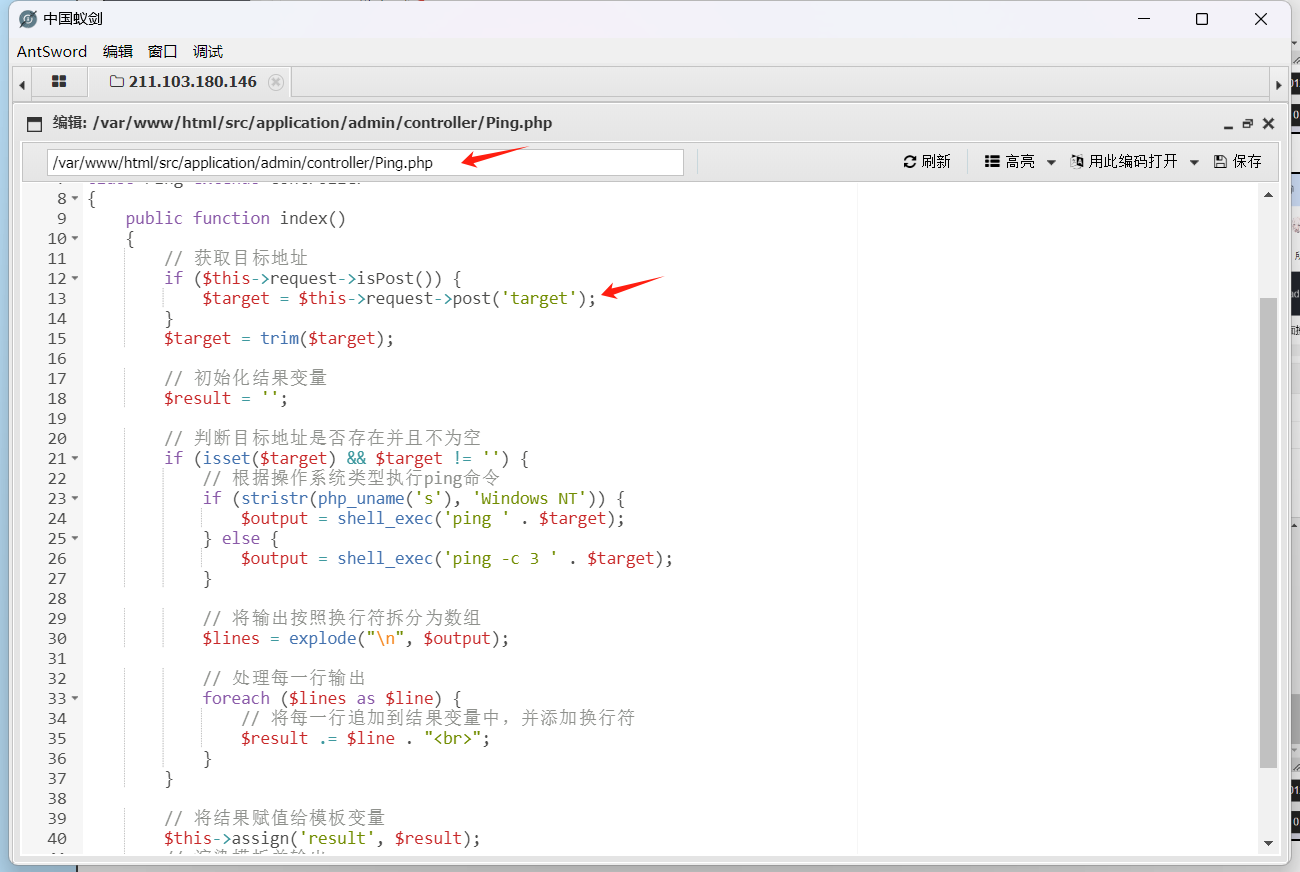 中国蚁剑
AntSword 编辑 窗口 调试
211.103.180.146
编辑: /var/www/html/src/application/admin/controller/Ping.php
/var/www/html/src/application/admin/controller/Ping.php 刷新 高亮 用此编码打开 保存
8 {
9     public function index()
10     {
11         // 获取目标地址
12         if ($this->request->isPost()) {
13             $target = $this->request->post('target');
14         }
15         $target = trim($target);
16
17         // 初始化结果变量
18         $result = '';
19
20         // 判断目标地址是否存在并且不为空
21         if (isset($target) && $target != '') {
22             // 根据操作系统类型执行ping命令
23             if (stristr(php_uname('s'), 'Windows NT')) {
24                 $output = shell_exec('ping ' . $target);
25             } else {
26                 $output = shell_exec('ping -c 3 ' . $target);
27             }
28
29             // 将输出按照换行符拆分为数组
30             $lines = explode("\n", $output);
31
32             // 处理每一行输出
33             foreach ($lines as $line) {
34                 // 将每一行追加到结果变量中，并添加换行符
35                 $result .= $line . "<br>";
36             }
37         }
38
39         // 将结果赋值给模板变量
40         $this->assign('result', $result);